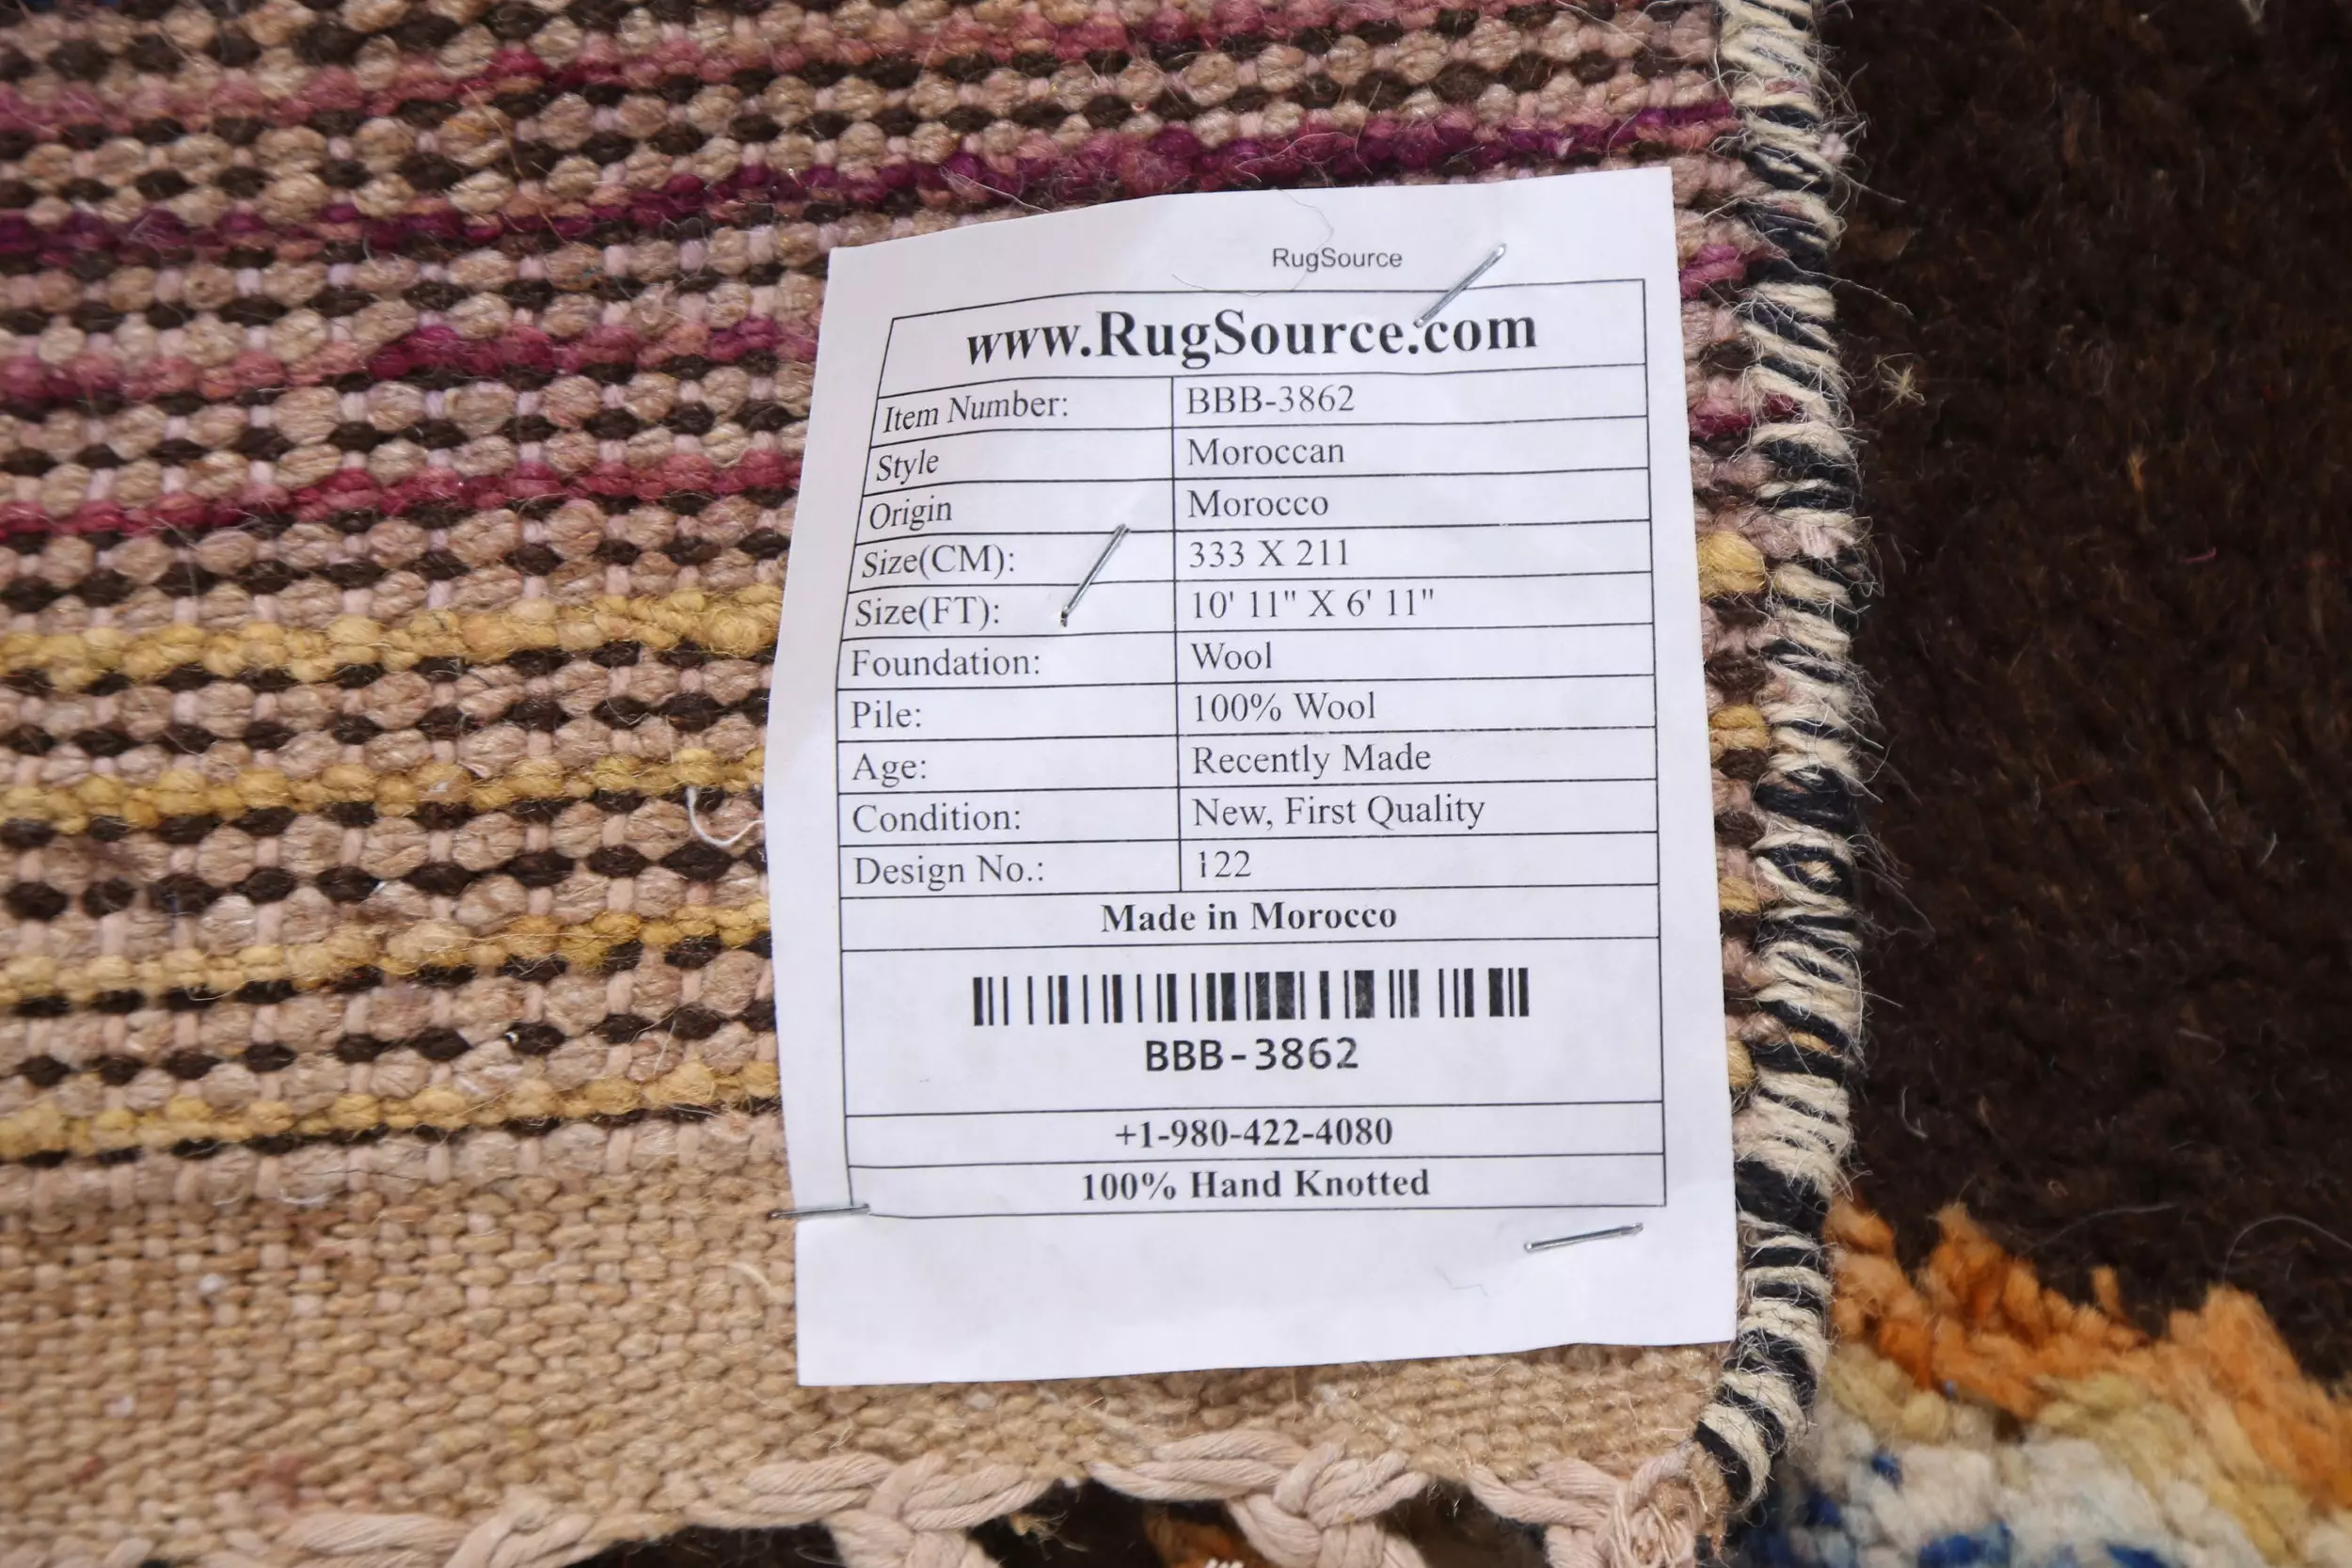 RugSource
www.RugSource.com
Item Number: BBB-3862
Style Moroccan
Origin Morocco
Size(CM): 333 X 211
Size(FT): 10' 11" X 6' 11"
Foundation: Wool
Pile: 100% Wool
Age: Recently Made
Condition: New, First Quality
Design No.: 122
Made in Morocco
BBB-3862
+1-980-422-4080
100% Hand Knotted